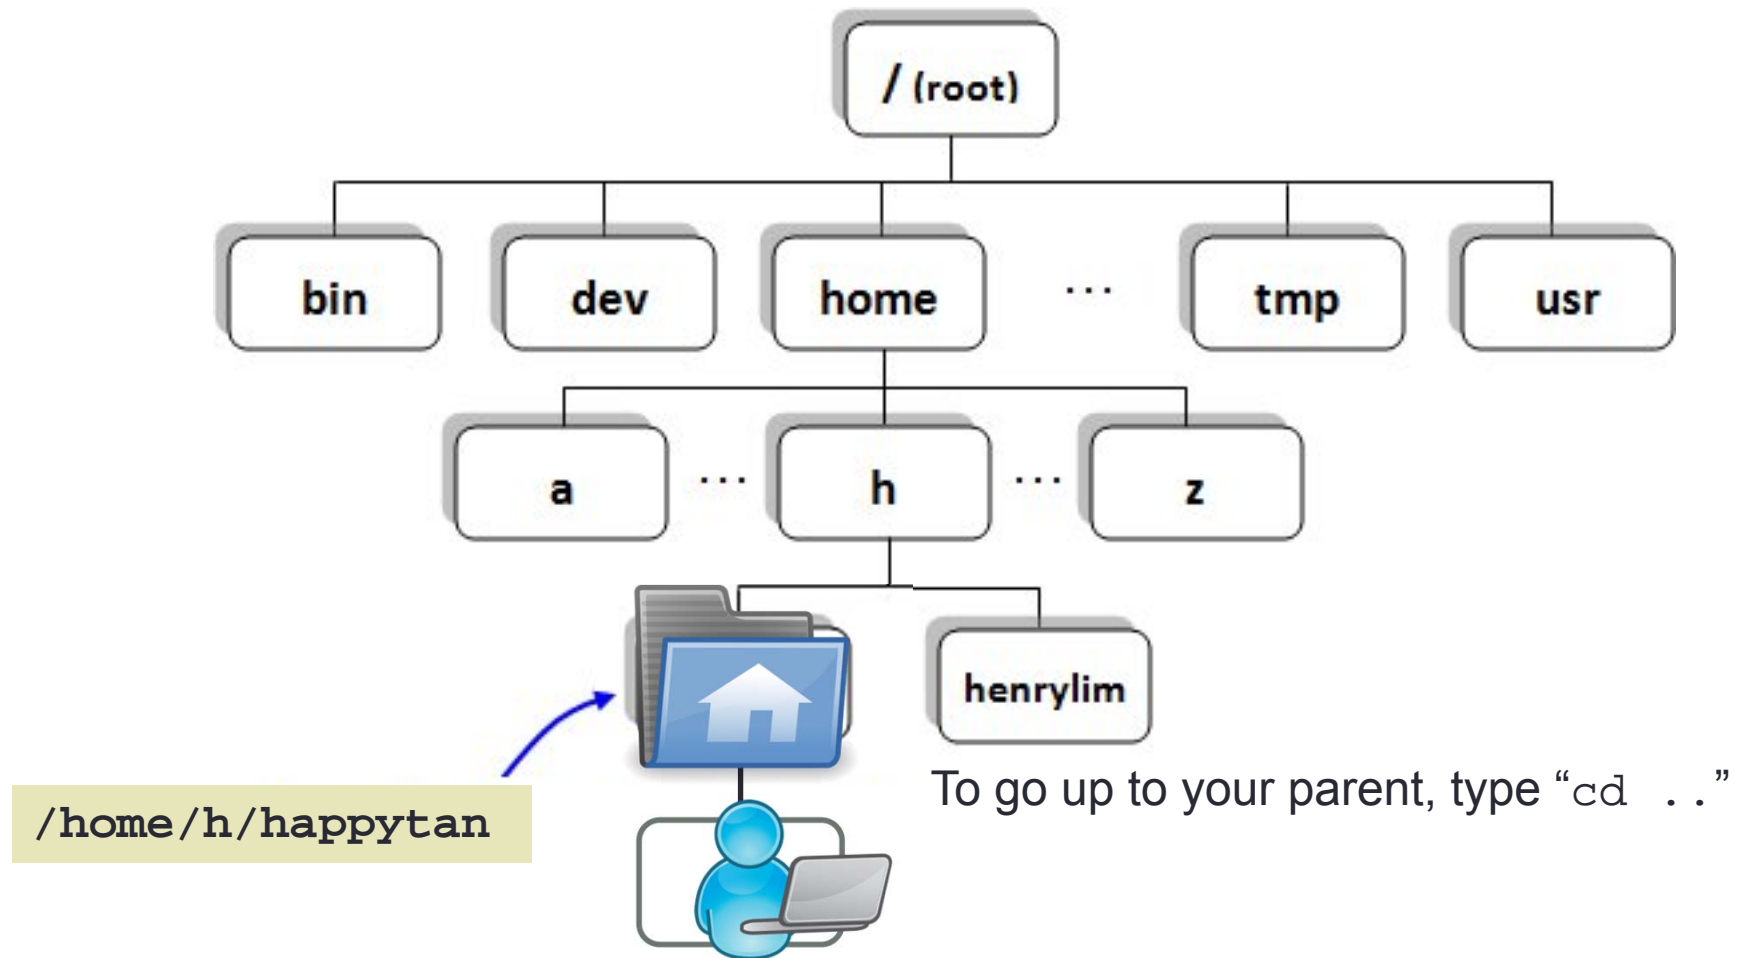 / (root)
bin dev home ... tmp usr
a ... h ... z
henrylim
To go up to your parent, type “cd ..”
/home/h/happytan